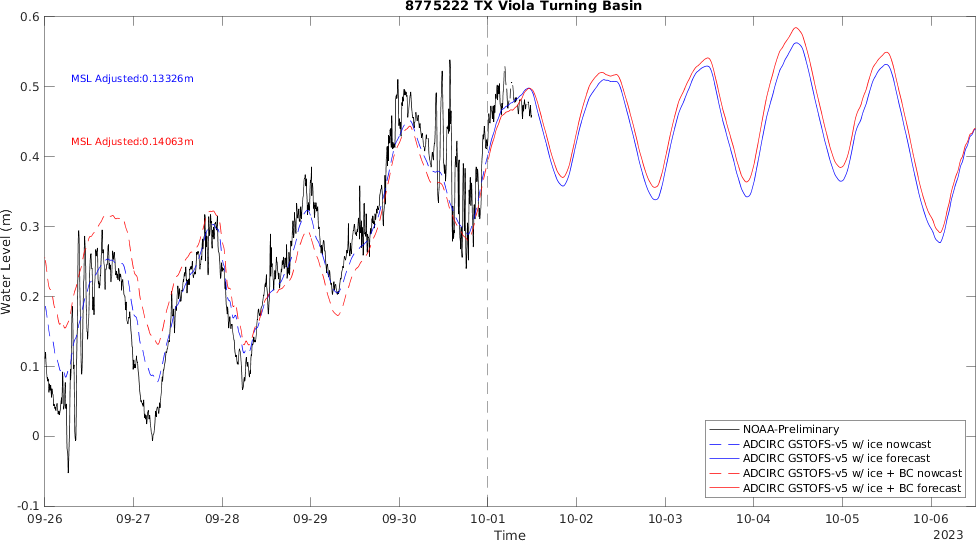 8775222 TX Viola Turning Basin
0.6
0.5
0.4
0.3
0.2
0.1
0
-0.1
Water Level (m)
MSL Adjusted:0.13326m
MSL Adjusted:0.14063m
NOAA-Preliminary
ADCIRC GSTOFS-v5 w/ ice nowcast
ADCIRC GSTOFS-v5 w/ ice forecast
ADCIRC GSTOFS-v5 w/ ice + BC nowcast
ADCIRC GSTOFS-v5 w/ ice + BC forecast
09-26 09-27 09-28 09-29 09-30 10-01 10-02 10-03 10-04 10-05 10-06
Time
2023